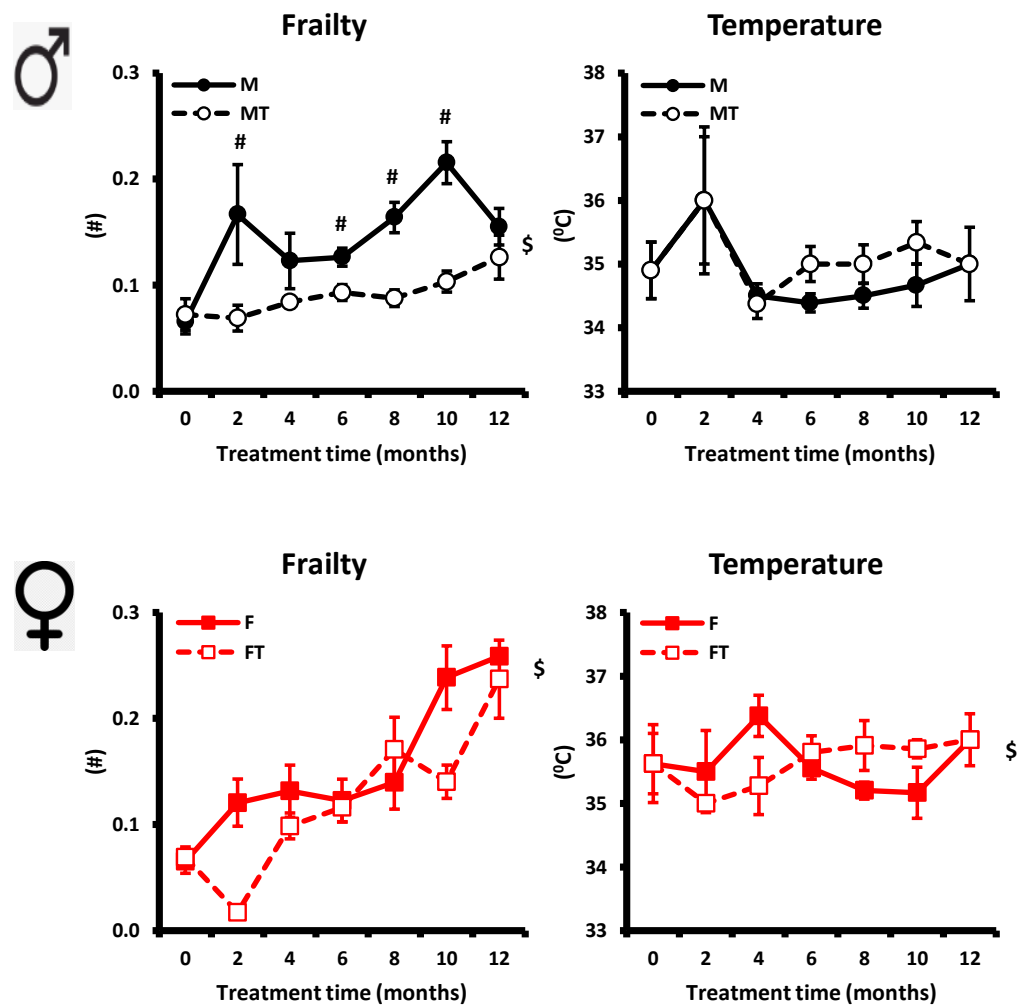 Frailty
Temperature
M
MT
0.3
0.2
0.1
0.0
(#)
#
#
#
#
$
0 2 4 6 8 10 12
Treatment time (months)
M
MT
38
37
36
35
34
33
(⁰C)
0 2 4 6 8 10 12
Treatment time (months)
Frailty
Temperature
F
FT
0.3
0.2
0.1
0.0
(#)
$
0 2 4 6 8 10 12
Treatment time (months)
F
FT
38
37
36
35
34
33
(⁰C)
$
0 2 4 6 8 10 12
Treatment time (months)